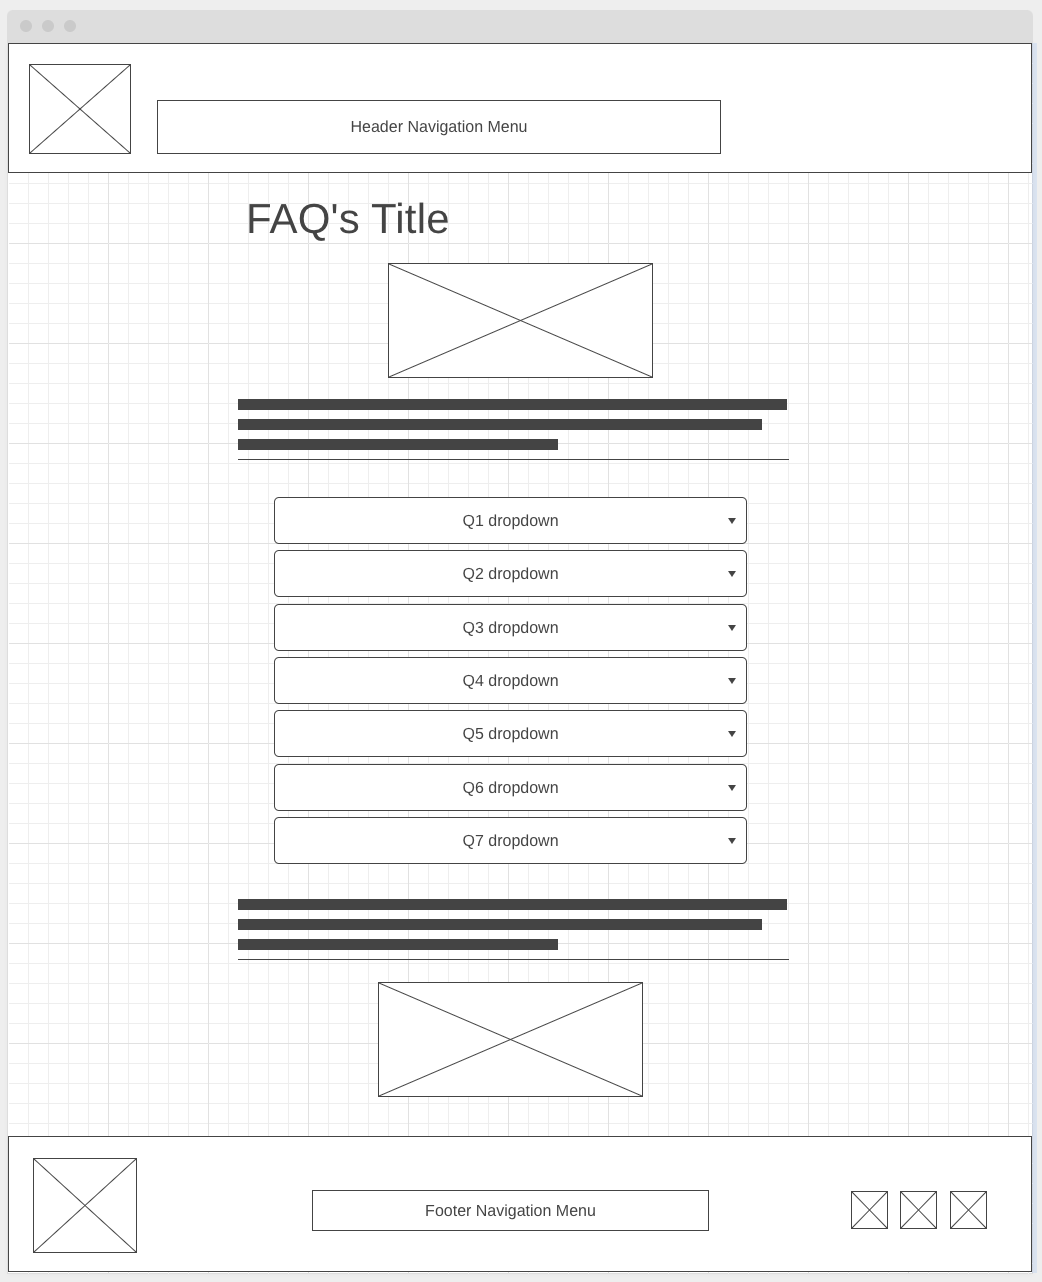 Header Navigation Menu
FAQ's Title
Q1 dropdown
Q2 dropdown
Q3 dropdown
Q4 dropdown
Q5 dropdown
Q6 dropdown
Q7 dropdown
Footer Navigation Menu